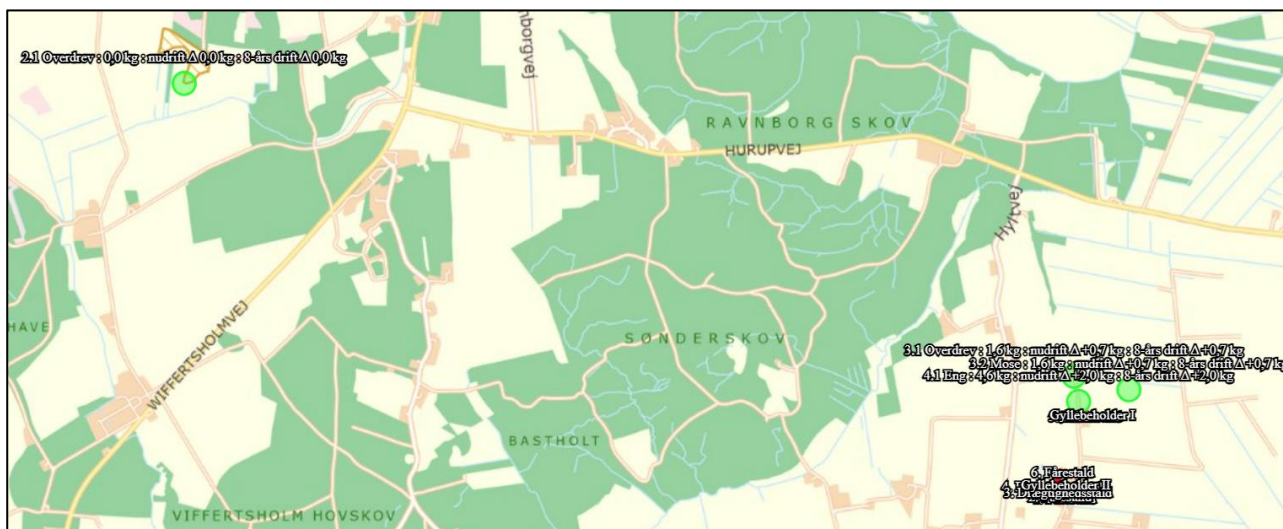 nborgvej
2.1 Overdrev : 0,0 kg : nudrift Δ 0,0 kg : 8-års drift Δ 0,0 kg
RAVNBORG SKOV
HURUPVEJ
Hyltvej
HAVE
SØNDERSKOV
3.1 Overdrev : 1,6 kg : nudrift Δ +0,7 kg : 8-års drift Δ +0,7 kg
3.2 Mose : 1,6 kg : nudrift Δ +0,7 kg : 8-års drift Δ +0,7 kg
4.1 Eng : 4,6 kg : nudrift Δ +2,0 kg : 8-års drift Δ +2,0 kg
WIFFERTSHOLMVEJ
Gyllebeholder I
BASTHOLT
6. Fårestald
4. Gyllebeholder II
3. Drægtighedsstald
VIFFERTSHOLM HOVSKOV